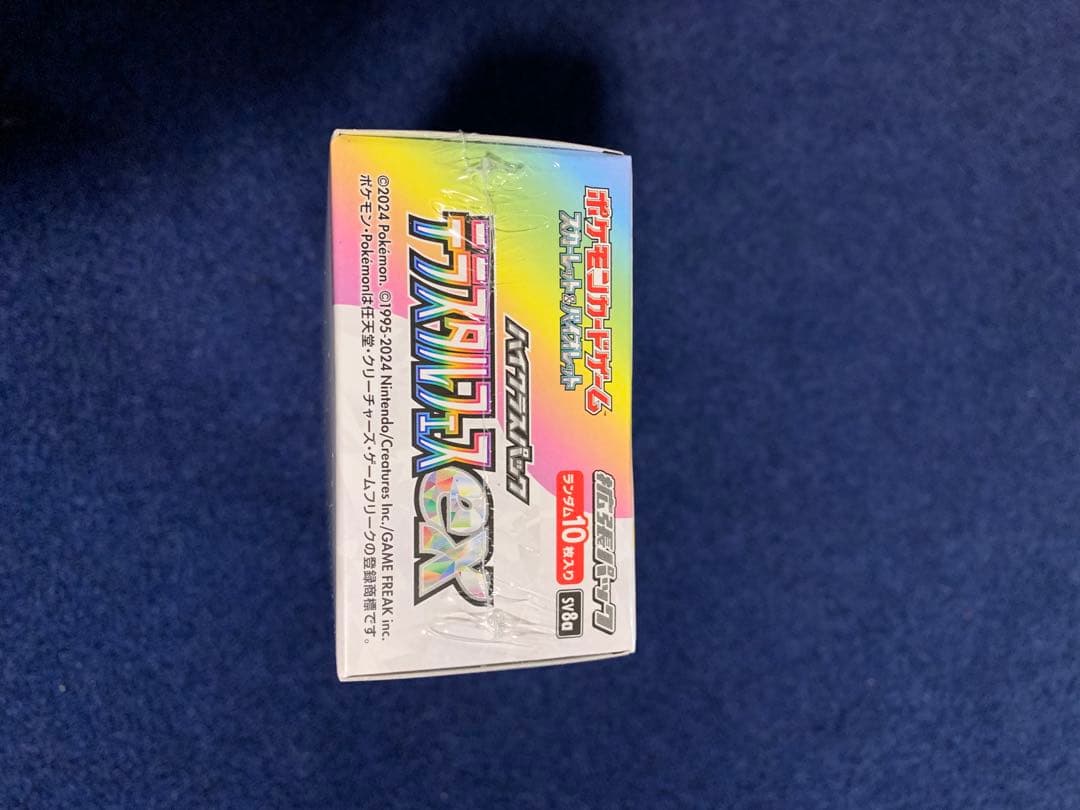 ポケモンカードゲーム
スカーレット&バイオレット
拡張パック
ランダム10枚入り
SV8a
ハイクラスパック
テラスタルフェスex
©2024 Pokémon. ©1995-2024 Nintendo/Creatures Inc./GAME FREAK inc.
ポケモン・Pokémonは任天堂・クリーチャーズ・ゲームフリークの登録商標です。